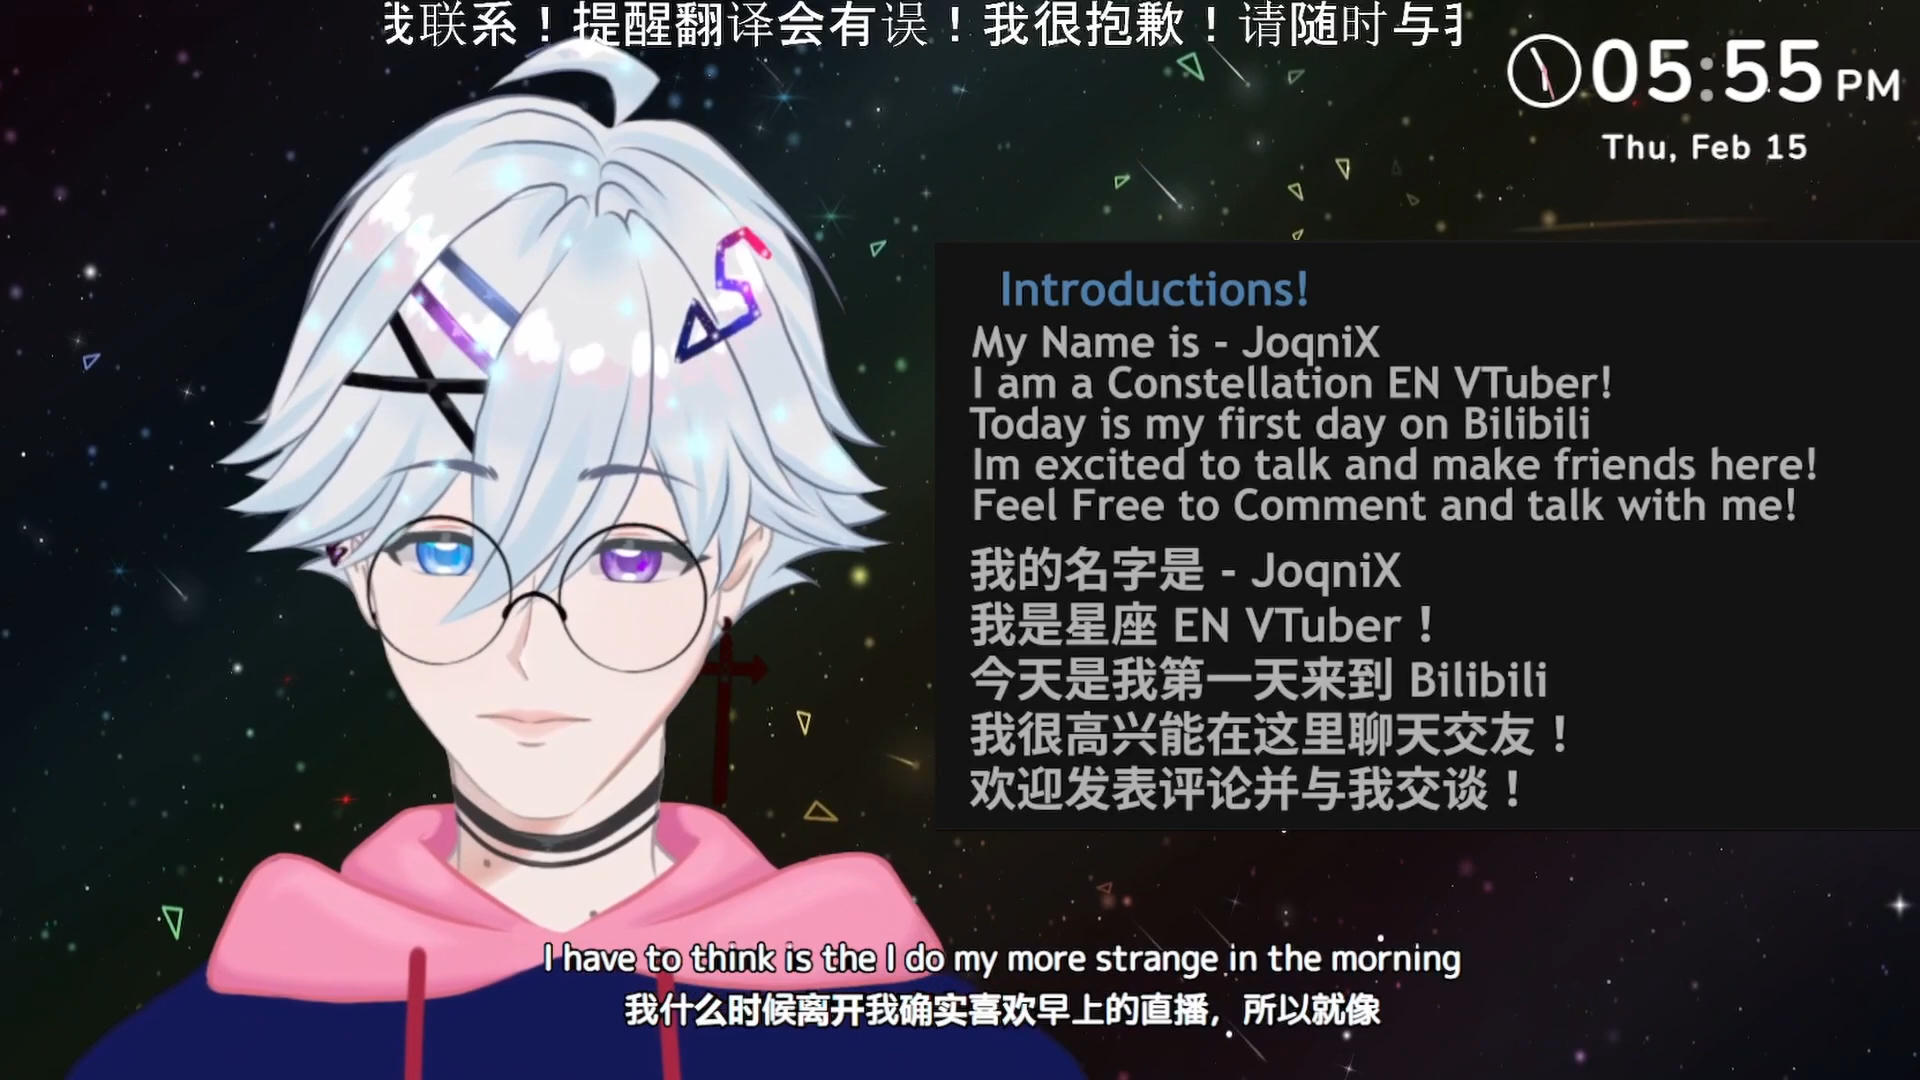 我联系！提醒翻译会有误！我很抱歉！请随时与我
05:55 PM
Thu, Feb 15
Introductions!
My Name is - JoqniX
I am a Constellation EN VTuber!
Today is my first day on Bilibili
Im excited to talk and make friends here!
Feel Free to Comment and talk with me!
我的名字是 - JoqniX
我是星座 EN VTuber！
今天是我第一天来到 Bilibili
我很高兴能在这里聊天交友！
欢迎发表评论并与我交谈！
I have to think is the I do my more strange in the morning
我什么时候离开我确实喜欢早上的直播，所以就像